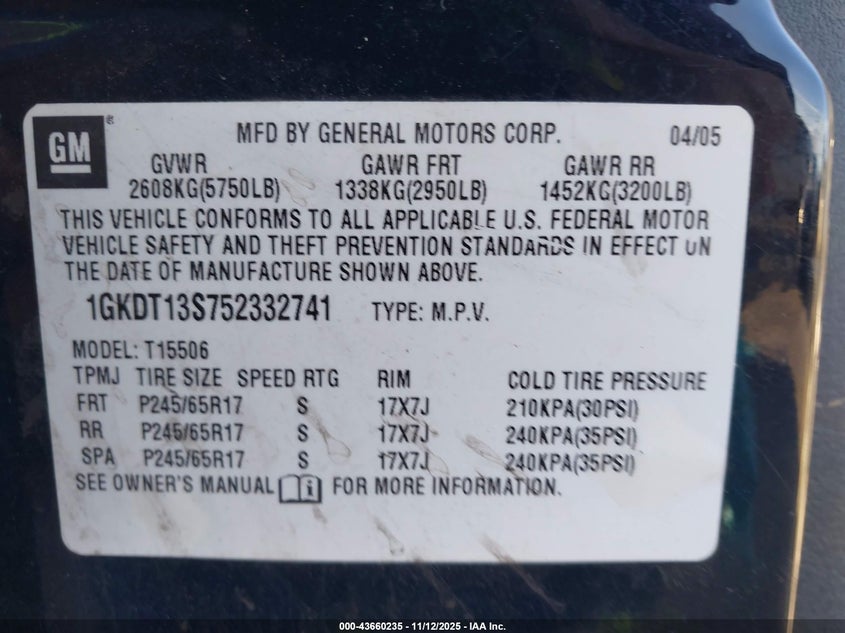 GM®
MFD BY GENERAL MOTORS CORP. 04/05
GVWR GAWR FRT GAWR RR
2608KG(5750LB) 1338KG(2950LB) 1452KG(3200LB)
THIS VEHICLE CONFORMS TO ALL APPLICABLE U.S. FEDERAL MOTOR
VEHICLE SAFETY AND THEFT PREVENTION STANDARDS IN EFFECT ON
THE DATE OF MANUFACTURE SHOWN ABOVE.
1GKDT13S752332741 TYPE: M.P.V.
MODEL: T15506
TPMJ TIRE SIZE SPEED RTG RIM COLD TIRE PRESSURE
FRT P245/65R17 S 17X7J 210KPA(30PSI)
RR P245/65R17 S 17X7J 240KPA(35PSI)
SPA P245/65R17 S 17X7J 240KPA(35PSI)
SEE OWNER'S MANUAL i FOR MORE INFORMATION.
000-43660235 - 11/12/2025 - IAA Inc.